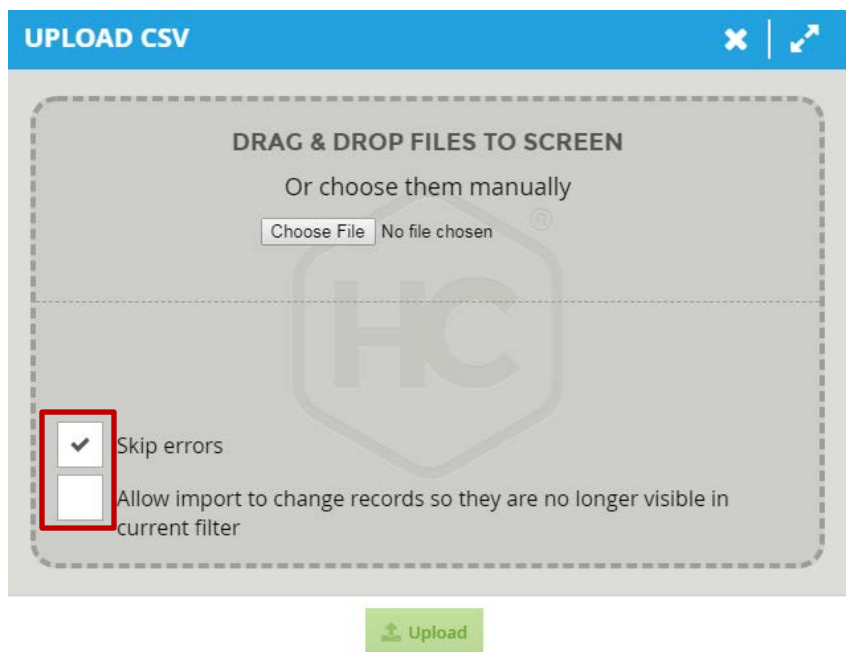 UPLOAD CSV
DRAG & DROP FILES TO SCREEN
Or choose them manually
Choose File No file chosen
HC
®
Skip errors
Allow import to change records so they are no longer visible in
current filter
Upload